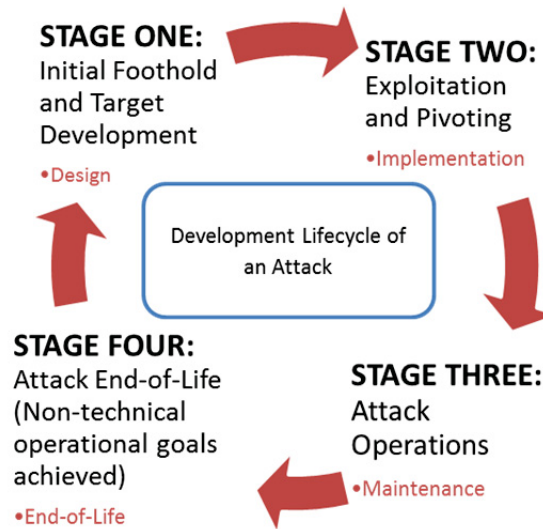 STAGE ONE:
Initial Foothold
and Target
Development
•Design
STAGE TWO:
Exploitation
and Pivoting
•Implementation
Development Lifecycle of
an Attack
STAGE FOUR:
Attack End-of-Life
(Non-technical
operational goals
achieved)
•End-of-Life
STAGE THREE:
Attack
Operations
•Maintenance